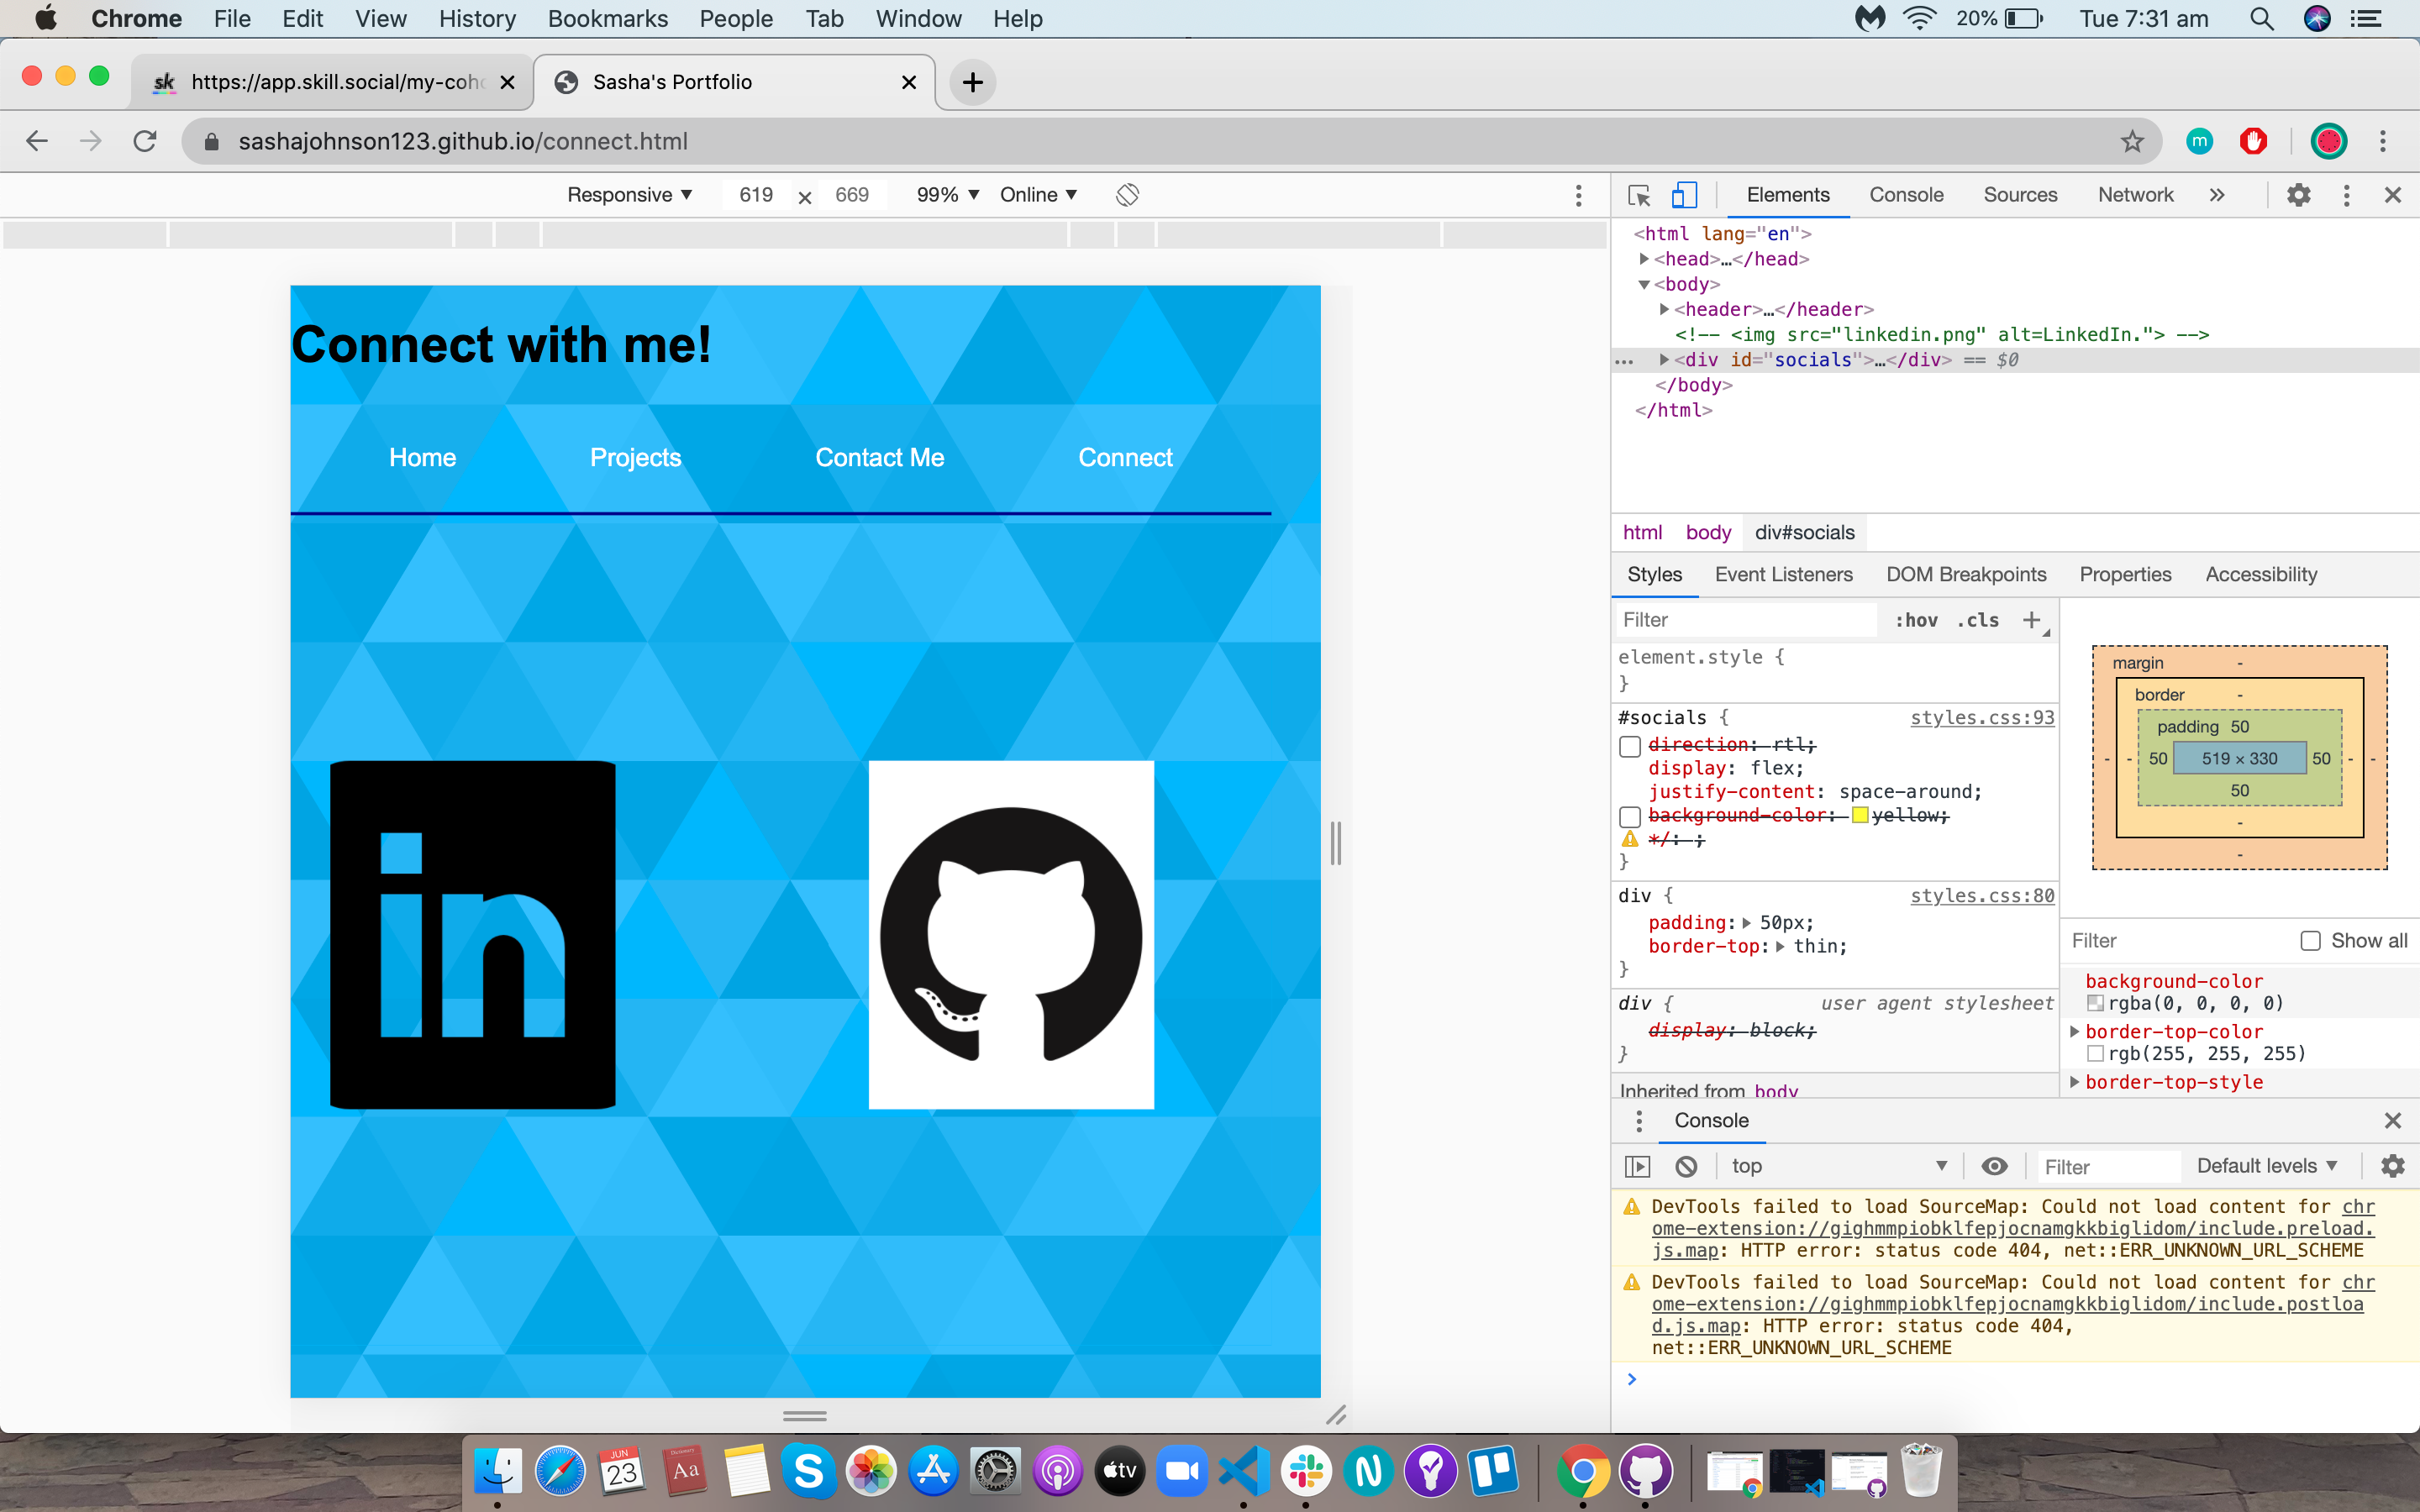 Chrome File Edit View History Bookmarks People Tab Window Help 20% Tue 7:31 am
sk https://app.skill.social/my-coh Sasha's Portfolio
sashajohnson123.github.io/connect.html m
Responsive 619 x 669 99% Online
Elements Console Sources Network
<html lang="en">
<head>…</head>
<body>
<header>…</header>
<!-- <img src="linkedin.png" alt=LinkedIn."> -->
… <div id="socials">…</div> == $0
</body>
</html>
Connect with me!
Home Projects Contact Me Connect
in
html body div#socials
Styles Event Listeners DOM Breakpoints Properties Accessibility
Filter :hov .cls
element.style {
}
#socials { styles.css:93
direction: rtl;
display: flex;
justify-content: space-around;
background-color: yellow;
*/: ;
}
div { styles.css:80
padding: 50px;
border-top: thin;
}
div { user agent stylesheet
display: block;
}
Inherited from body
margin -
border -
padding 50
- - 50 519 × 330 50 - -
50
-
-
Filter Show all
background-color
rgba(0, 0, 0, 0)
border-top-color
rgb(255, 255, 255)
border-top-style
Console
top Filter Default levels
DevTools failed to load SourceMap: Could not load content for chr
ome-extension://gighmmpiobklfepjocnamgkkbiglidom/include.preload.
js.map: HTTP error: status code 404, net::ERR_UNKNOWN_URL_SCHEME
DevTools failed to load SourceMap: Could not load content for chr
ome-extension://gighmmpiobklfepjocnamgkkbiglidom/include.postloa
d.js.map: HTTP error: status code 404,
net::ERR_UNKNOWN_URL_SCHEME
JUN
23
Dictionary
Aa
S
tv
N